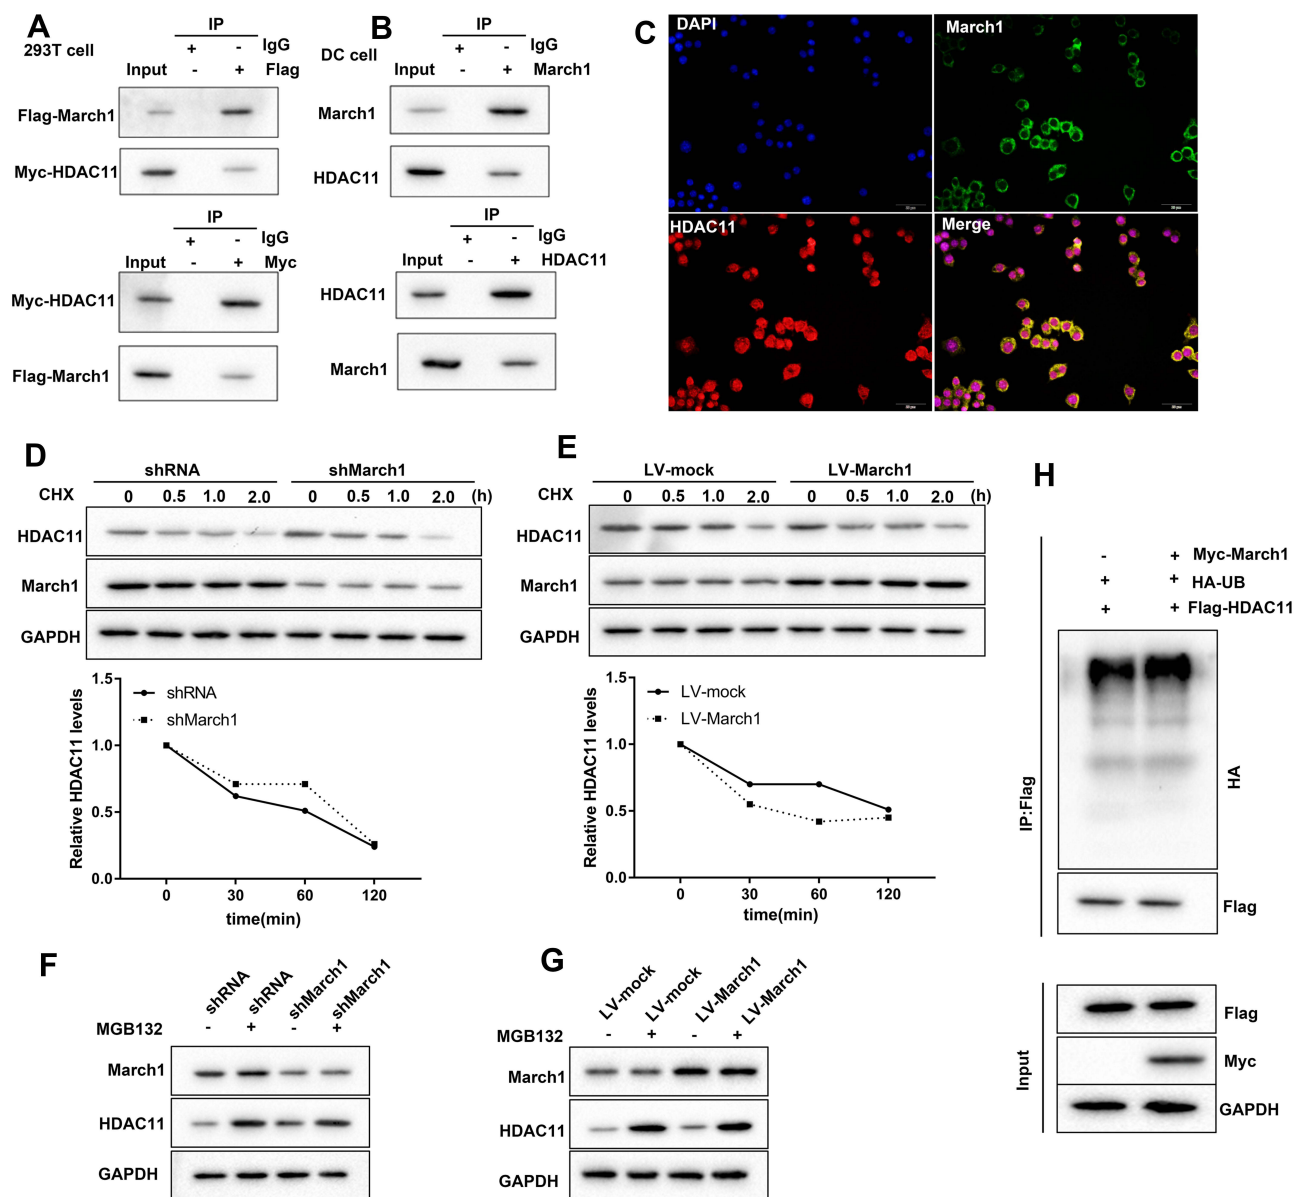 A
IP
293T cell
+ - IgG
Input - + Flag
Flag-March1
Myc-HDAC11
IP
+ - IgG
Input - + Myc
Myc-HDAC11
Flag-March1
B
IP
DC cell
+ - IgG
Input - + March1
March1
HDAC11
IP
+ - IgG
Input - + HDAC11
HDAC11
March1
C
DAPI
March1
HDAC11
Merge
D
shRNA shMarch1
CHX 0 0.5 1.0 2.0 0 0.5 1.0 2.0 (h)
HDAC11
March1
GAPDH
Relative HDAC11 levels
1.5
1.0
0.5
0.0
shRNA
shMarch1
0 30 60 120
time(min)
E
LV-mock LV-March1
CHX 0 0.5 1.0 2.0 0 0.5 1.0 2.0 (h)
HDAC11
March1
GAPDH
Relative HDAC11 levels
1.5
1.0
0.5
0.0
LV-mock
LV-March1
0 30 60 120
time(min)
F
shRNA shRNA shMarch1 shMarch1
MGB132 - + - +
March1
HDAC11
GAPDH
G
LV-mock LV-mock LV-March1 LV-March1
MGB132 - + - +
March1
HDAC11
GAPDH
H
- + Myc-March1
+ + HA-UB
+ + Flag-HDAC11
IP:Flag
HA
Flag
Input
Flag
Myc
GAPDH